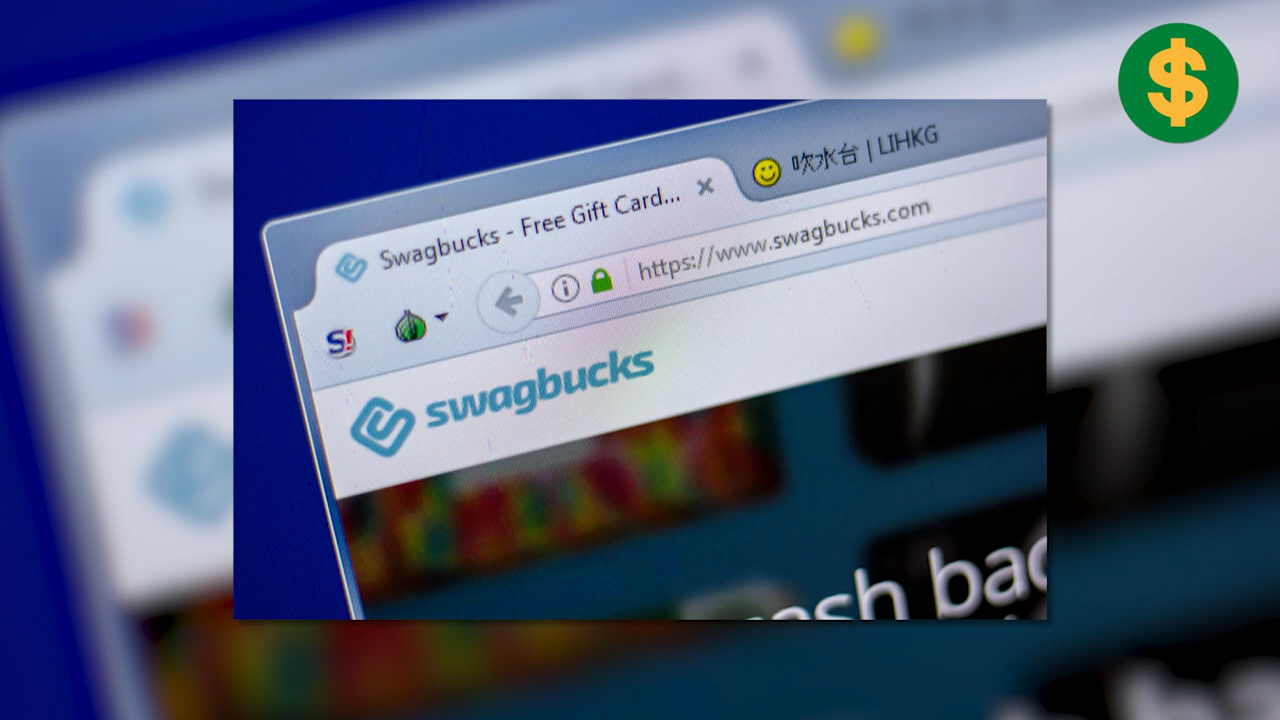 $
Swagbucks - Free Gift Card...
吹水台 | LIHKG
https://www.swagbucks.com
S!
swagbucks